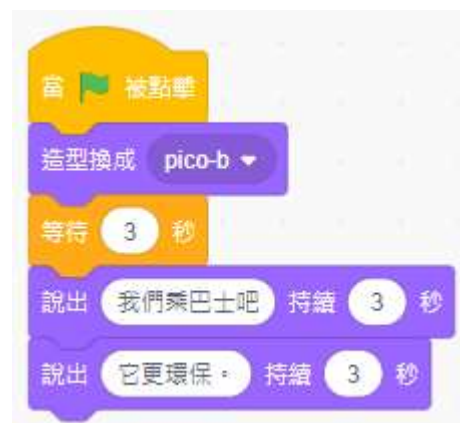 當 被點擊
造型換成 pico-b
等待 3 秒
說出 我們乘巴士吧 持續 3 秒
說出 它更環保。 持續 3 秒